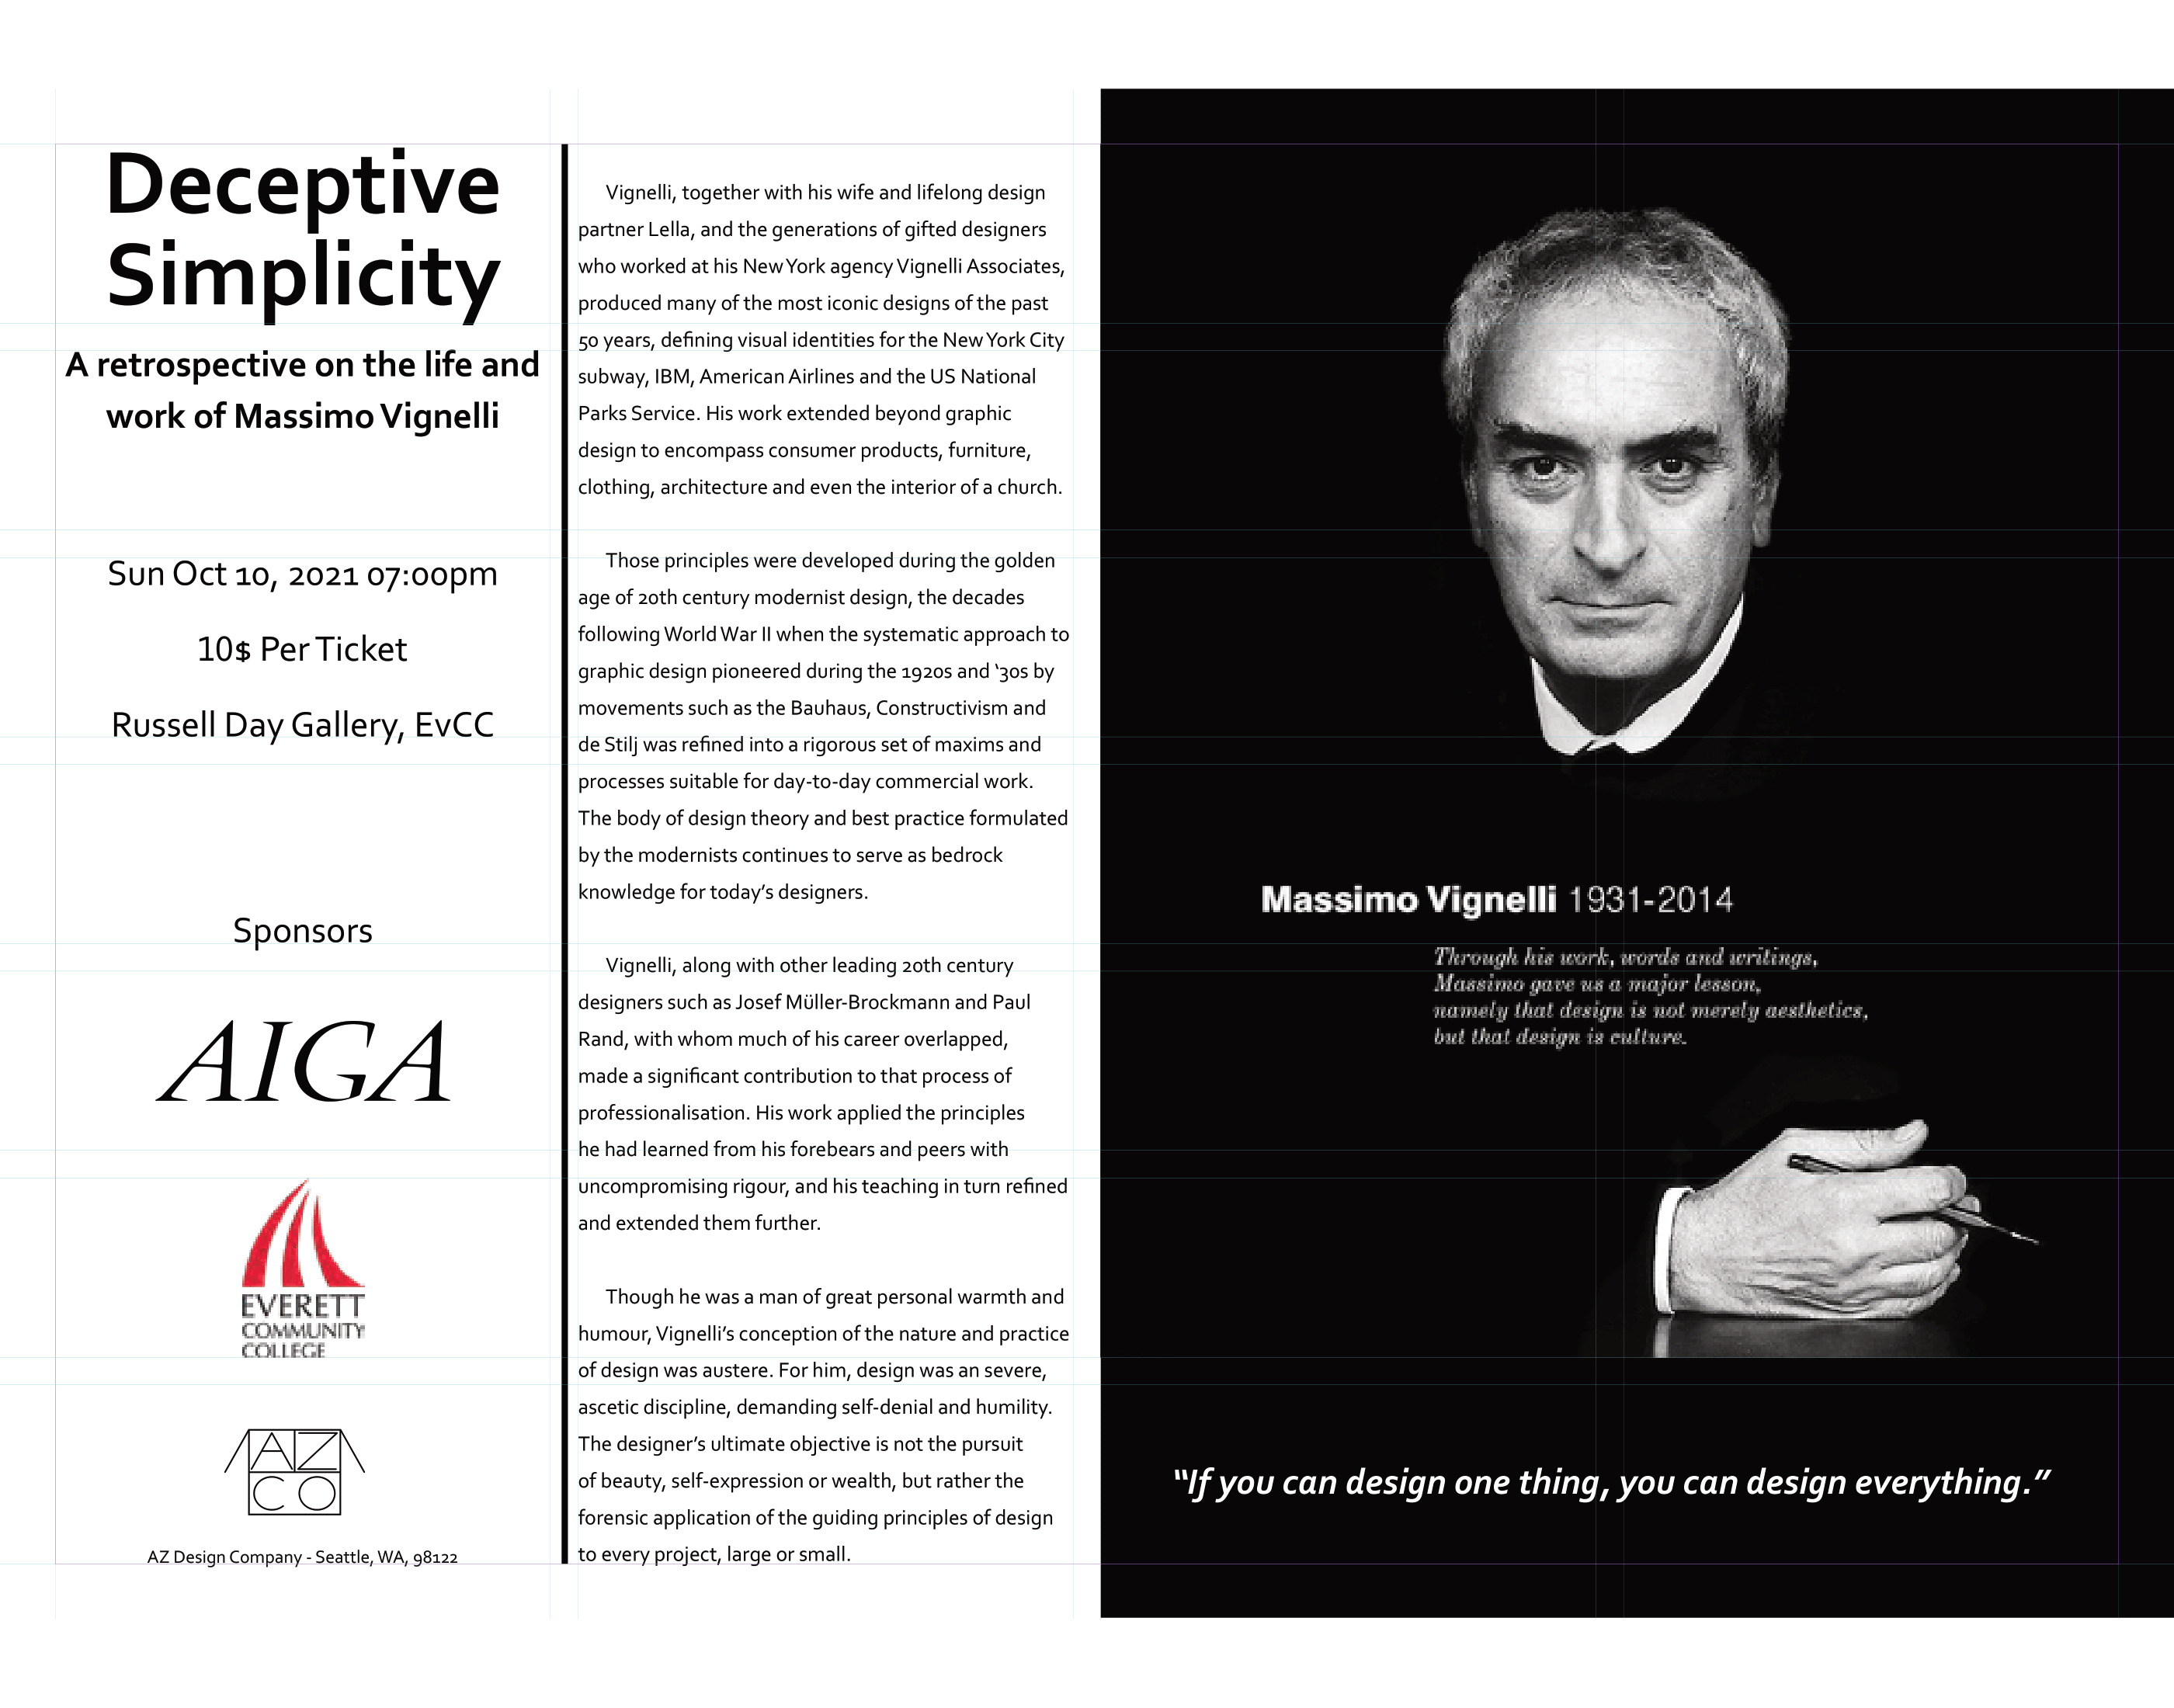 Deceptive
Simplicity
A retrospective on the life and
work of Massimo Vignelli
Sun Oct 10, 2021 07:00pm
10$ Per Ticket
Russell Day Gallery, EvCC
Sponsors
AIGA
EVERETT
COMMUNITY
COLLEGE
AZ
CO
AZ Design Company - Seattle, WA, 98122
Vignelli, together with his wife and lifelong design
partner Lella, and the generations of gifted designers
who worked at his New York agency Vignelli Associates,
produced many of the most iconic designs of the past
50 years, defining visual identities for the New York City
subway, IBM, American Airlines and the US National
Parks Service. His work extended beyond graphic
design to encompass consumer products, furniture,
clothing, architecture and even the interior of a church.
Those principles were developed during the golden
age of 20th century modernist design, the decades
following World War II when the systematic approach to
graphic design pioneered during the 1920s and ‘30s by
movements such as the Bauhaus, Constructivism and
de Stilj was refined into a rigorous set of maxims and
processes suitable for day-to-day commercial work.
The body of design theory and best practice formulated
by the modernists continues to serve as bedrock
knowledge for today’s designers.
Vignelli, along with other leading 20th century
designers such as Josef Müller-Brockmann and Paul
Rand, with whom much of his career overlapped,
made a significant contribution to that process of
professionalisation. His work applied the principles
he had learned from his forebears and peers with
uncompromising rigour, and his teaching in turn refined
and extended them further.
Though he was a man of great personal warmth and
humour, Vignelli’s conception of the nature and practice
of design was austere. For him, design was an severe,
ascetic discipline, demanding self-denial and humility.
The designer’s ultimate objective is not the pursuit
of beauty, self-expression or wealth, but rather the
forensic application of the guiding principles of design
to every project, large or small.
Massimo Vignelli 1931-2014
Through his work, words and writings,
Massimo gave us a major lesson,
namely that design is not merely aesthetics,
but that design is culture.
“If you can design one thing, you can design everything.”